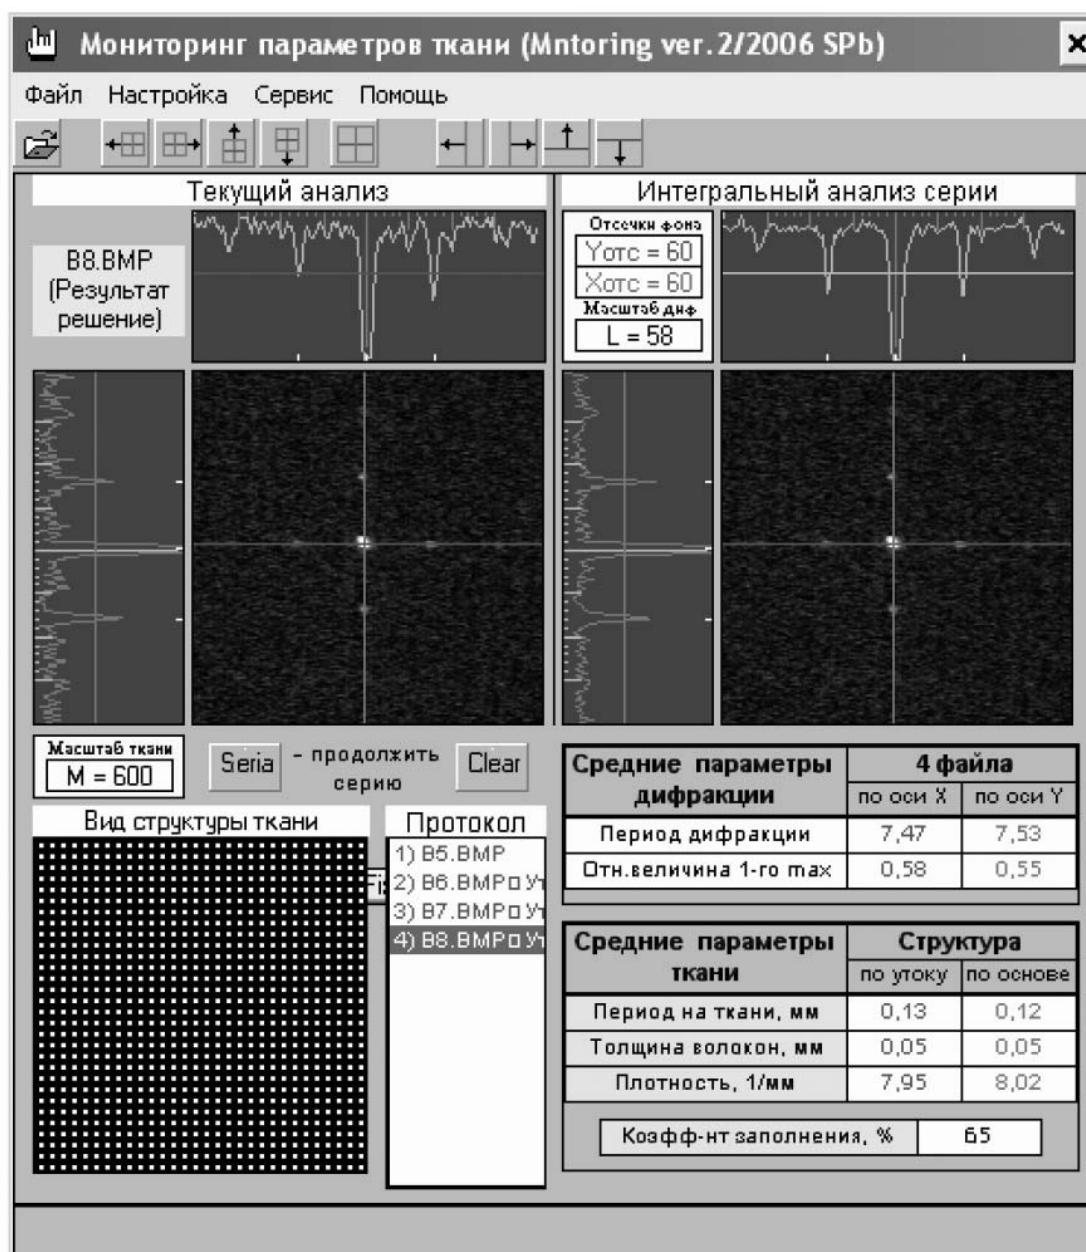 Мониторинг параметров ткани (Mntoring ver.2/2006 SPb)
Файл Настройка Сервис Помощь
Текущий анализ
Интегральный анализ серии
B8.BMP
(Результат
решение)
Отсечки фона
Yотс = 60
Xотс = 60
Масштаб диф
L = 58
Масштаб ткани
M = 600
Seria
- продолжить
серию
Clear
Вид структуры ткани
Протокол
1) B5.BMP
2) B6.BMP
3) B7.BMP
4) B8.BMP
Средние параметры дифракции
4 файла
по оси X
по оси Y
Период дифракции 7,47 7,53
Отн.величина 1-го max 0,58 0,55
Средние параметры ткани
Структура
по утоку
по основе
Период на ткани, мм 0,13 0,12
Толщина волокон, мм 0,05 0,05
Плотность, 1/мм 7,95 8,02
Коэфф-нт заполнения, % 65